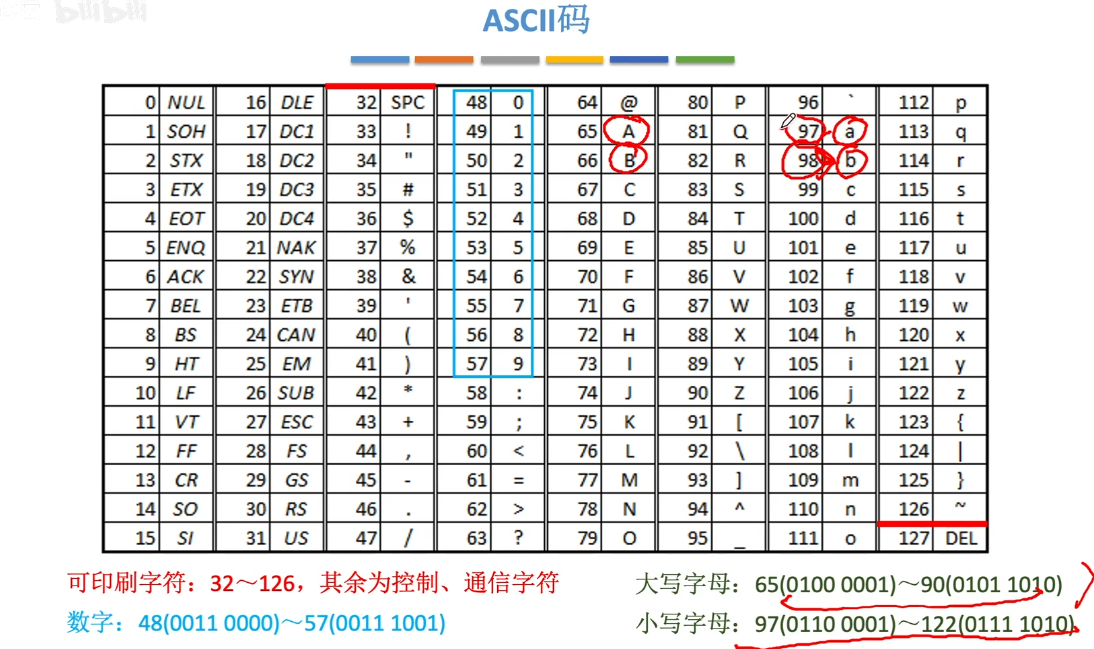 bilibili
ASCII码
0 NUL 16 DLE 32 SPC 48 0 64 @ 80 P 96 ` 112 p
1 SOH 17 DC1 33 ! 49 1 65 A 81 Q 97 a 113 q
2 STX 18 DC2 34 " 50 2 66 B 82 R 98 b 114 r
3 ETX 19 DC3 35 # 51 3 67 C 83 S 99 c 115 s
4 EOT 20 DC4 36 $ 52 4 68 D 84 T 100 d 116 t
5 ENQ 21 NAK 37 % 53 5 69 E 85 U 101 e 117 u
6 ACK 22 SYN 38 & 54 6 70 F 86 V 102 f 118 v
7 BEL 23 ETB 39 ' 55 7 71 G 87 W 103 g 119 w
8 BS 24 CAN 40 ( 56 8 72 H 88 X 104 h 120 x
9 HT 25 EM 41 ) 57 9 73 I 89 Y 105 i 121 y
10 LF 26 SUB 42 * 58 : 74 J 90 Z 106 j 122 z
11 VT 27 ESC 43 + 59 ; 75 K 91 [ 107 k 123 {
12 FF 28 FS 44 , 60 < 76 L 92 \ 108 l 124 |
13 CR 29 GS 45 - 61 = 77 M 93 ] 109 m 125 }
14 SO 30 RS 46 . 62 > 78 N 94 ^ 110 n 126 ~
15 SI 31 US 47 / 63 ? 79 O 95 _ 111 o 127 DEL
可印刷字符：32～126，其余为控制、通信字符
大写字母：65(0100 0001)～90(0101 1010)
数字：48(0011 0000)～57(0011 1001)
小写字母：97(0110 0001)～122(0111 1010)